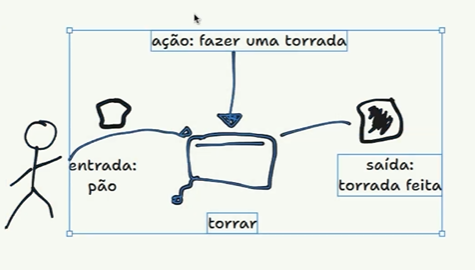 ação: fazer uma torrada
entrada:
pão
saída:
torrada feita
torrar